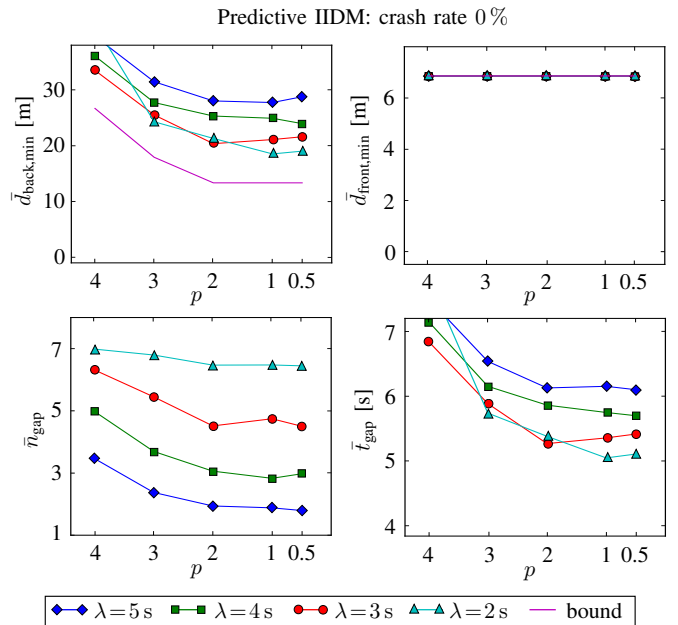 Predictive IIDM: crash rate 0 %
d̄back,min [m]
30
20
10
0
4 3 2 1 0.5
p
d̄front,min [m]
6
4
2
0
4 3 2 1 0.5
p
n̄gap
7
5
3
1
4 3 2 1 0.5
p
t̄gap [s]
7
6
5
4
4 3 2 1 0.5
p
λ=5 s λ=4 s λ=3 s λ=2 s bound